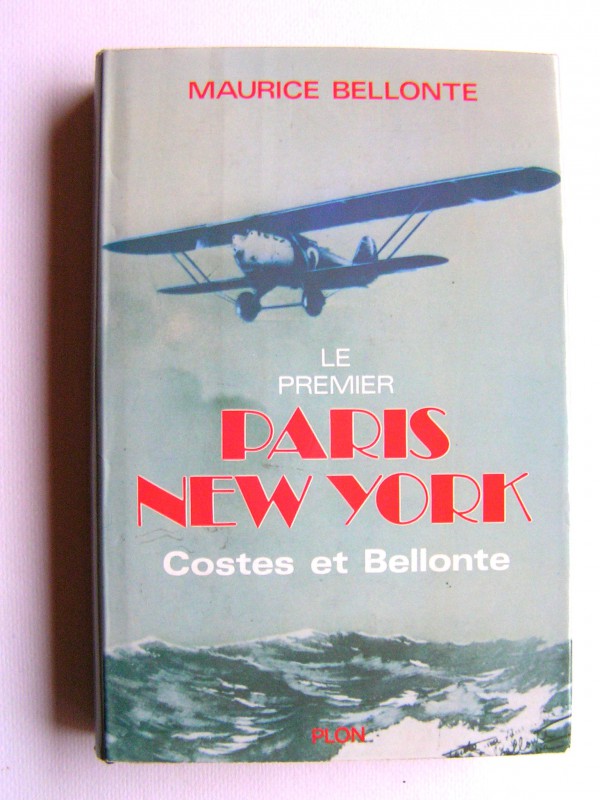 MAURICE BELLONTE
LE
PREMIER
PARIS
NEW YORK
Costes et Bellonte
PLON